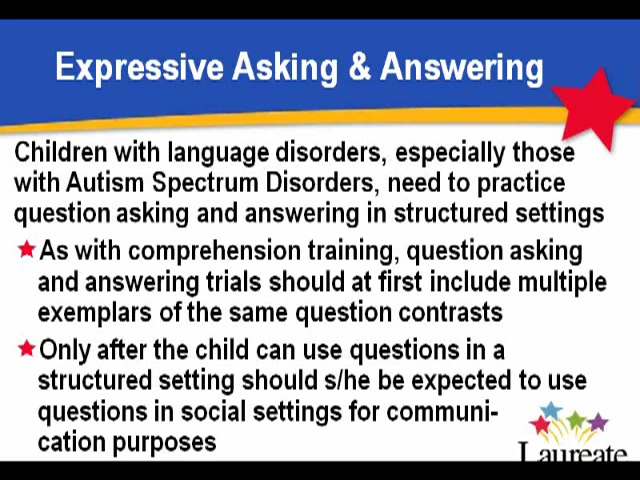 Expressive Asking & Answering
Children with language disorders, especially those
with Autism Spectrum Disorders, need to practice
question asking and answering in structured settings
As with comprehension training, question asking
and answering trials should at first include multiple
exemplars of the same question contrasts
Only after the child can use questions in a
structured setting should s/he be expected to use
questions in social settings for communi-
cation purposes
Laureate